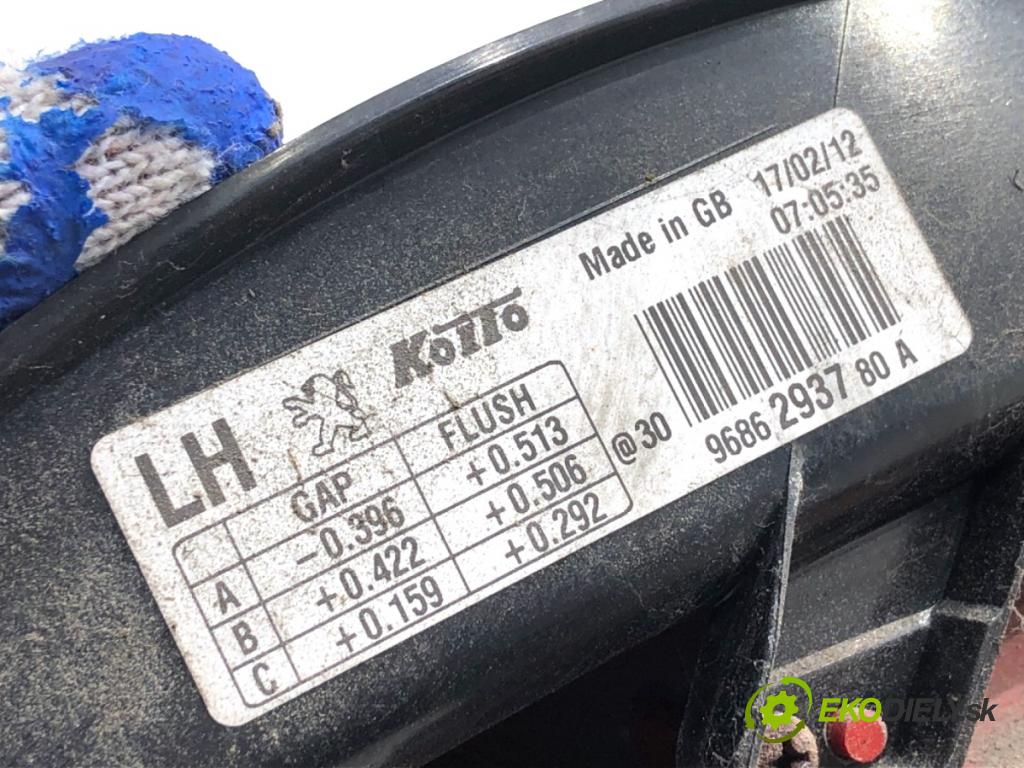 LH
Kotto
Made in GB
17/02/12
07:05:35
GAP FLUSH
A -0.396 +0.513
B +0.422 +0.506
C +0.159 +0.292
@30
9686 2937 80 A
EKODIELY.sk